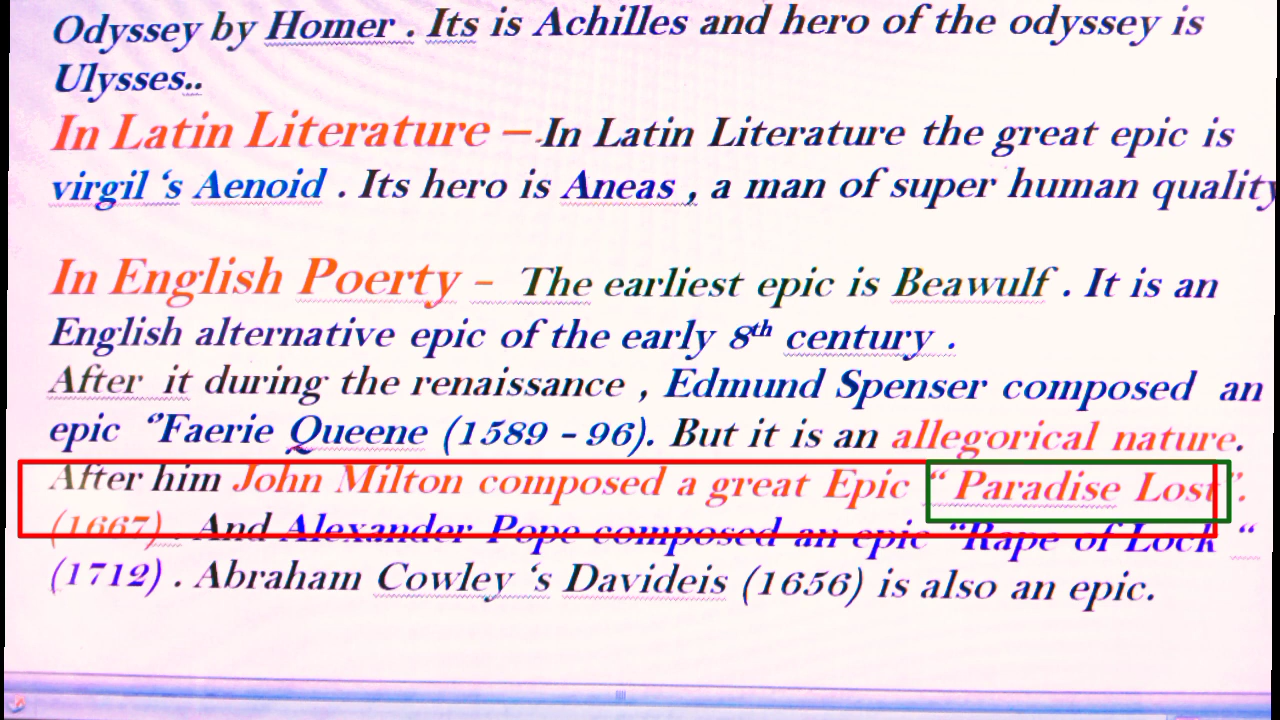 Odyssey by Homer . Its is Achilles and hero of the odyssey is
Ulysses..
In Latin Literature – In Latin Literature the great epic is
virgil ‘s Aenoid . Its hero is Aneas , a man of super human quality
In English Poerty - The earliest epic is Beawulf . It is an
English alternative epic of the early 8th century .
After it during the renaissance , Edmund Spenser composed an
epic “Faerie Queene (1589 - 96). But it is an allegorical nature.
After him John Milton composed a great Epic “ Paradise Lost”.
(1667) . And Alexander Pope composed an epic “Rape of Lock “
(1712) . Abraham Cowley ‘s Davideis (1656) is also an epic.